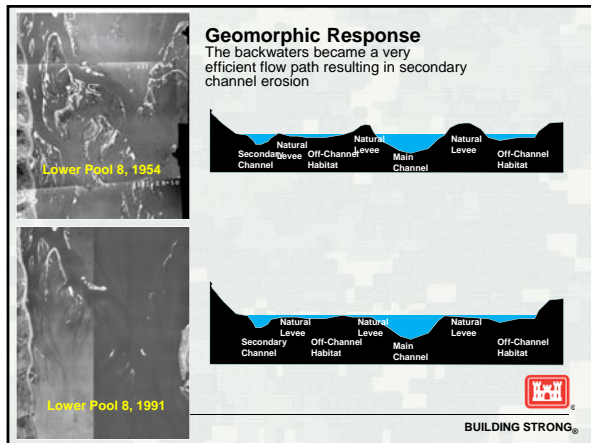 Geomorphic Response
The backwaters became a very
efficient flow path resulting in secondary
channel erosion
Lower Pool 8, 1954
Secondary
Channel
Natural
Levee
Off-Channel
Habitat
Natural
Levee
Main
Channel
Natural
Levee
Off-Channel
Habitat
Lower Pool 8, 1991
Secondary
Channel
Natural
Levee
Off-Channel
Habitat
Natural
Levee
Main
Channel
Natural
Levee
Off-Channel
Habitat
6
BUILDING STRONG®